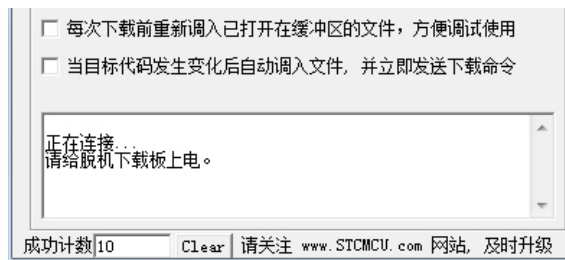 每次下载前重新调入已打开在缓冲区的文件，方便调试使用
当目标代码发生变化后自动调入文件，并立即发送下载命令
正在连接...
请给脱机下载板上电。
成功计数 10 Clear 请关注 www.STCMCU.com 网站，及时升级